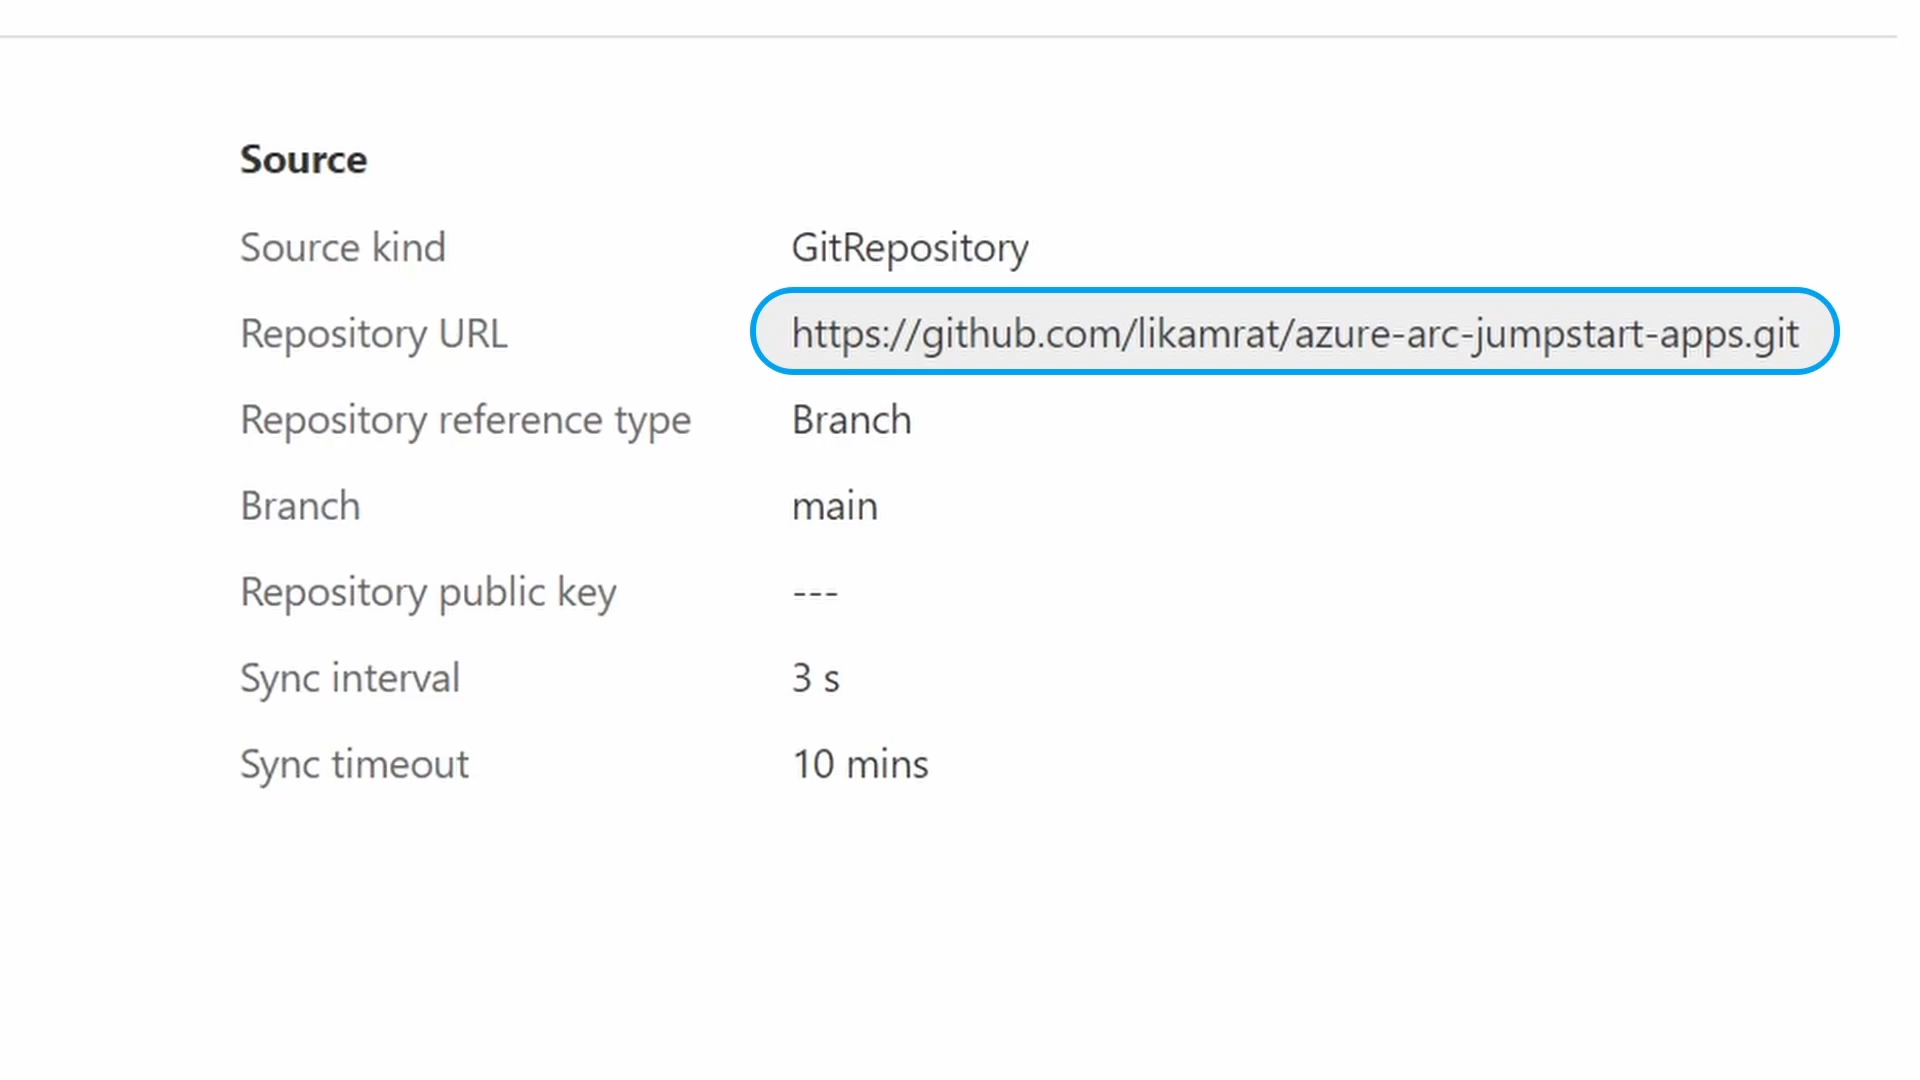 Source
Source kind GitRepository
Repository URL https://github.com/likamrat/azure-arc-jumpstart-apps.git
Repository reference type Branch
Branch main
Repository public key ---
Sync interval 3 s
Sync timeout 10 mins